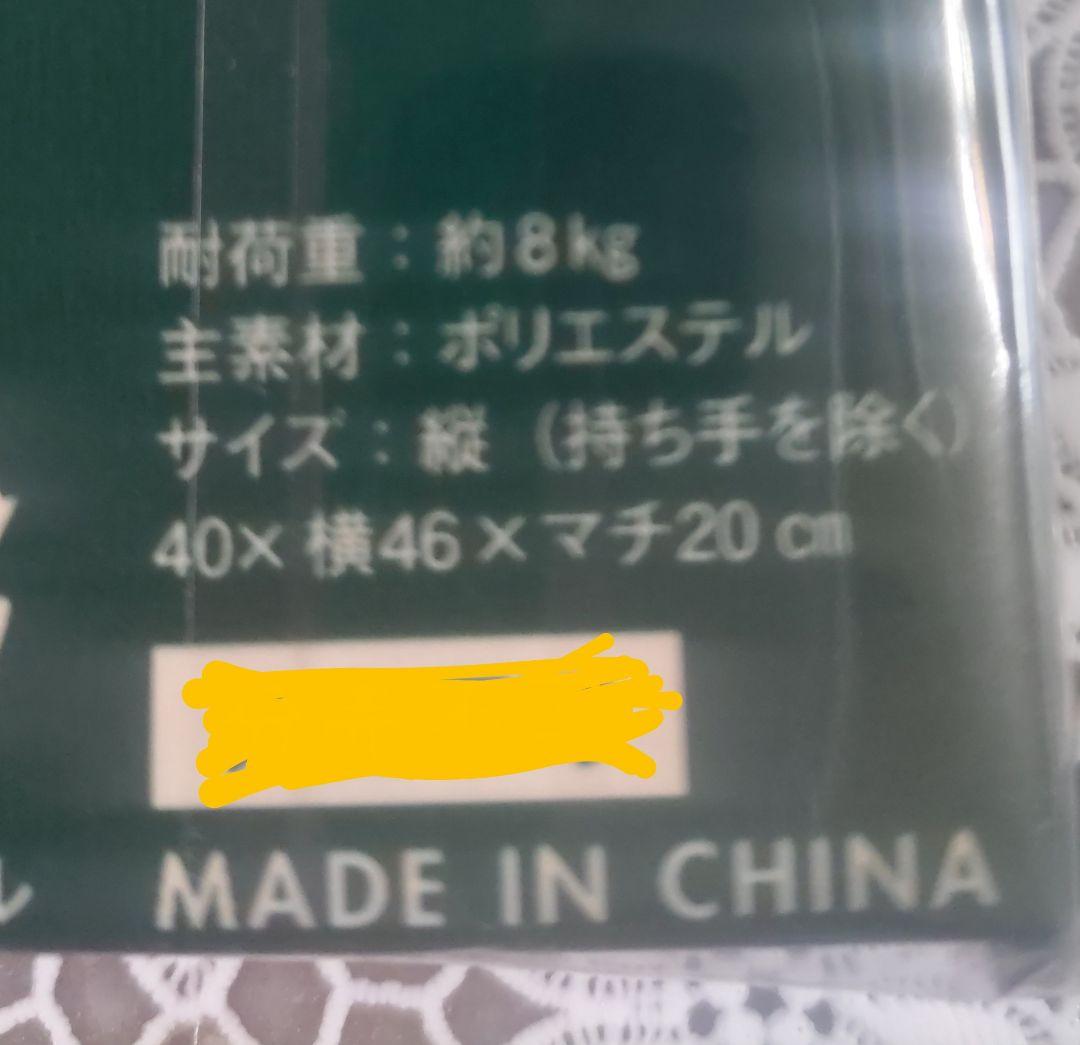 耐荷重：約8kg
主素材：ポリエステル
サイズ：縦（持ち手を除く）
40×横46×マチ20㎝
MADE IN CHINA